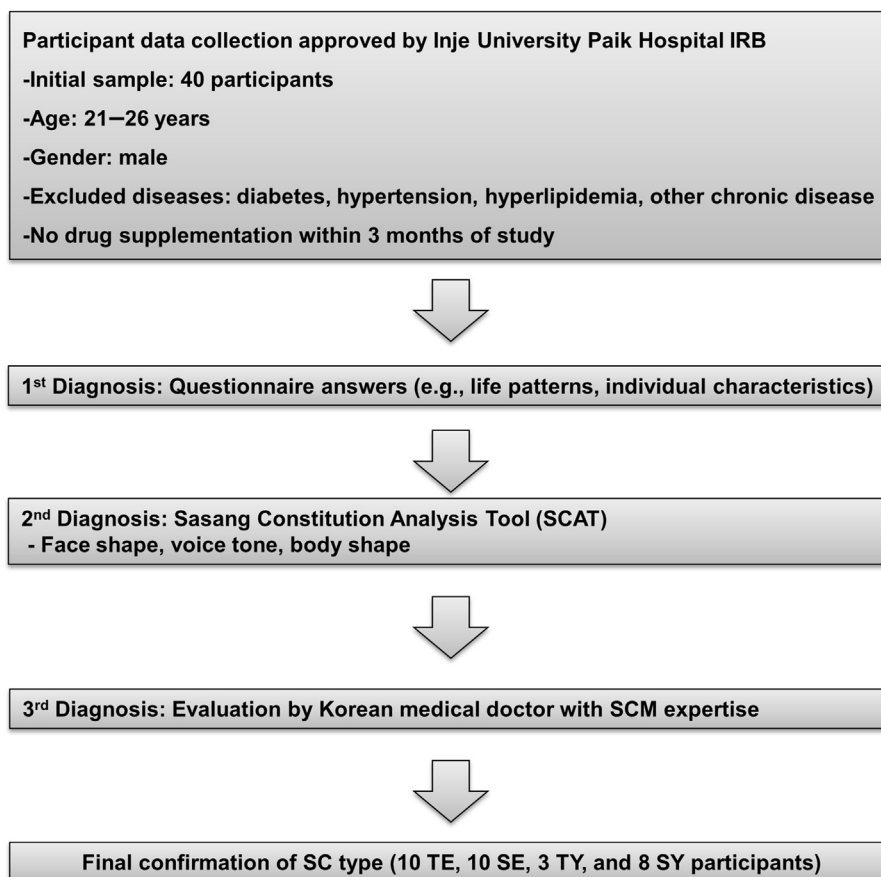 Participant data collection approved by Inje University Paik Hospital IRB
-Initial sample: 40 participants
-Age: 21–26 years
-Gender: male
-Excluded diseases: diabetes, hypertension, hyperlipidemia, other chronic disease
-No drug supplementation within 3 months of study
1st Diagnosis: Questionnaire answers (e.g., life patterns, individual characteristics)
2nd Diagnosis: Sasang Constitution Analysis Tool (SCAT)
- Face shape, voice tone, body shape
3rd Diagnosis: Evaluation by Korean medical doctor with SCM expertise
Final confirmation of SC type (10 TE, 10 SE, 3 TY, and 8 SY participants)